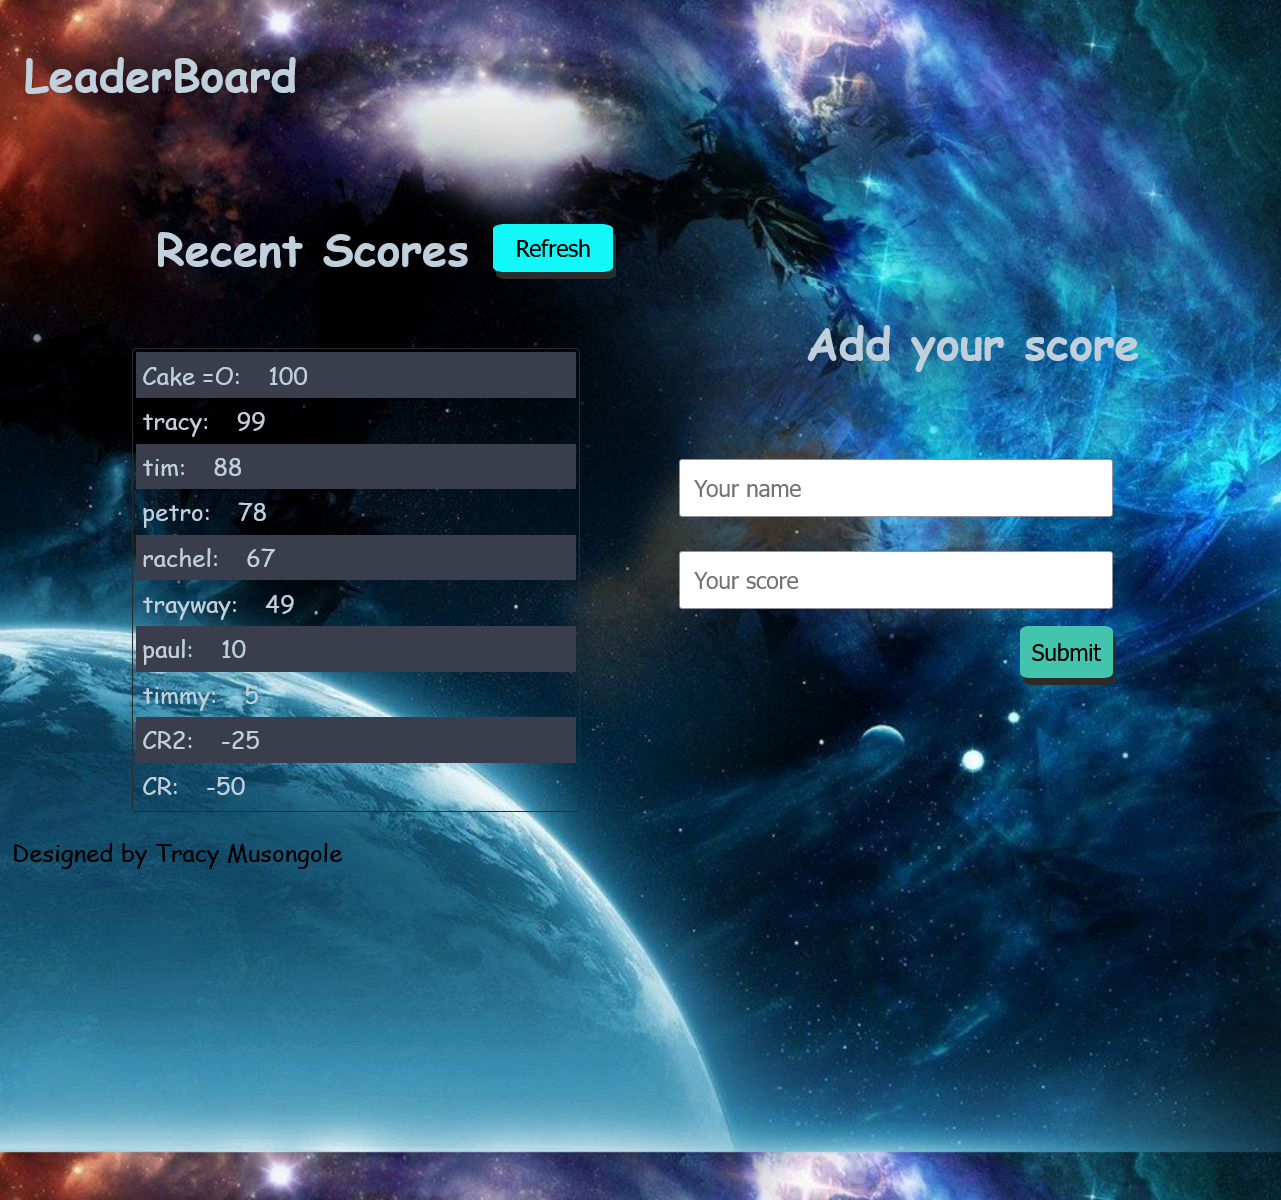 LeaderBoard
Recent Scores Refresh
Cake =O: 100
tracy: 99
tim: 88
petro: 78
rachel: 67
trayway: 49
paul: 10
timmy: 5
CR2: -25
CR: -50
Add your score
Your name
Your score
Submit
Designed by Tracy Musongole